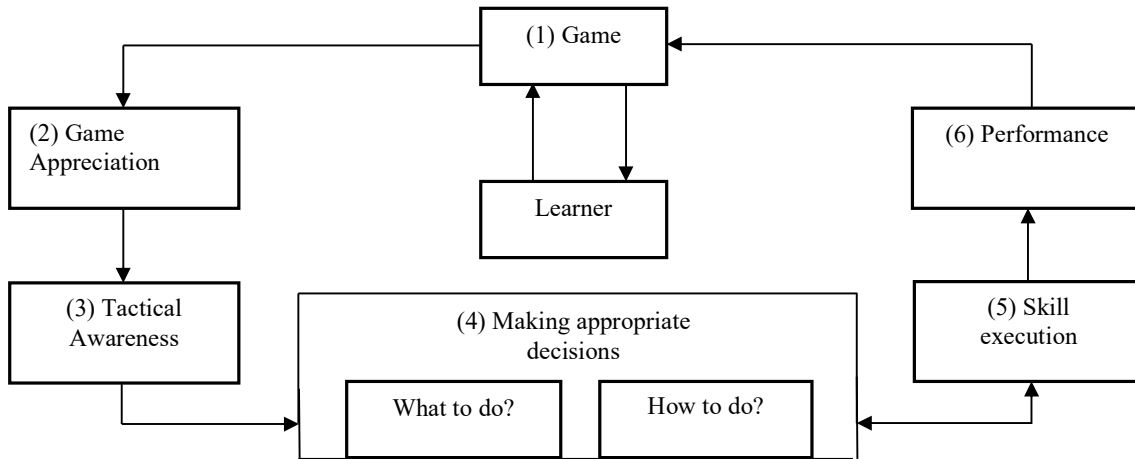 (1) Game
(2) Game
Appreciation
(6) Performance
Learner
(3) Tactical
Awareness
(4) Making appropriate
decisions
What to do?
How to do?
(5) Skill
execution